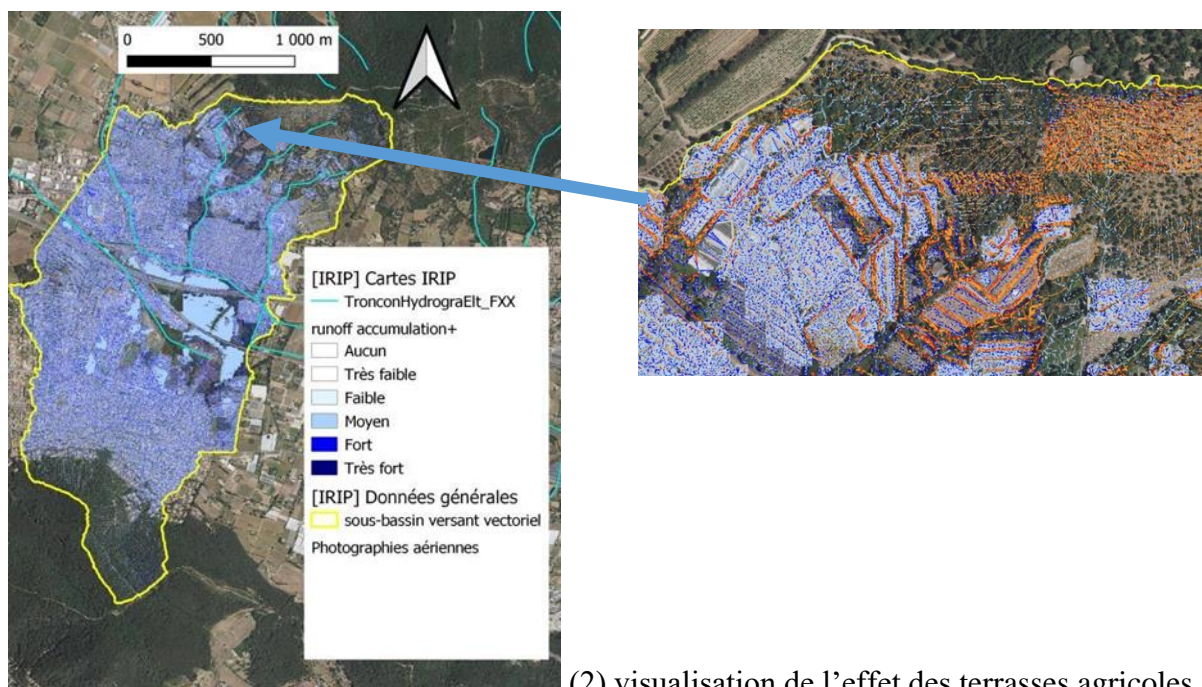 0 500 1 000 m
[IRIP] Cartes IRIP
TronconHydrograElt_FXX
runoff accumulation+
Aucun
Très faible
Faible
Moyen
Fort
Très fort
[IRIP] Données générales
sous-bassin versant vectoriel
Photographies aériennes
(2) visualisation de l'effet des terrasses agricoles